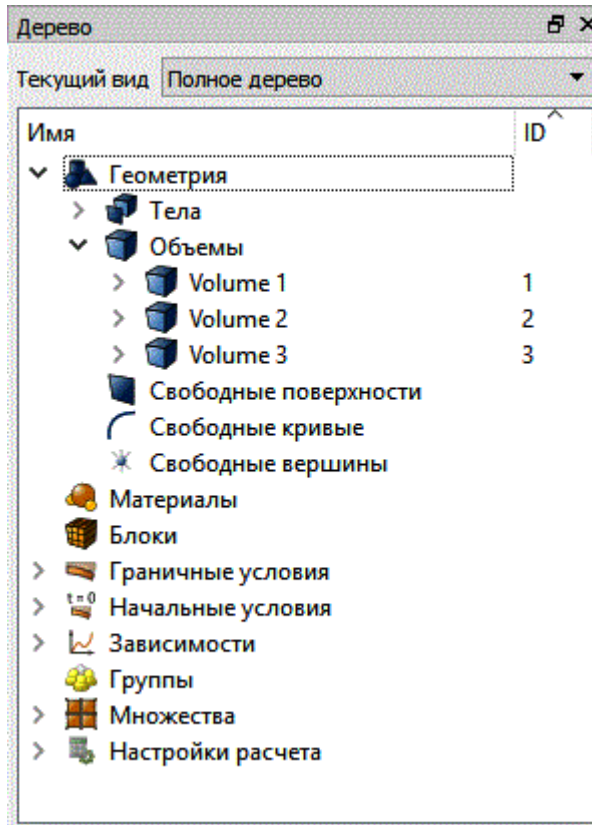 Дерево
Текущий вид Полное дерево
Имя ID
Геометрия
Тела
Объемы
Volume 1 1
Volume 2 2
Volume 3 3
Свободные поверхности
Свободные кривые
Свободные вершины
Материалы
Блоки
Граничные условия
t=0 Начальные условия
Зависимости
Группы
Множества
Настройки расчета